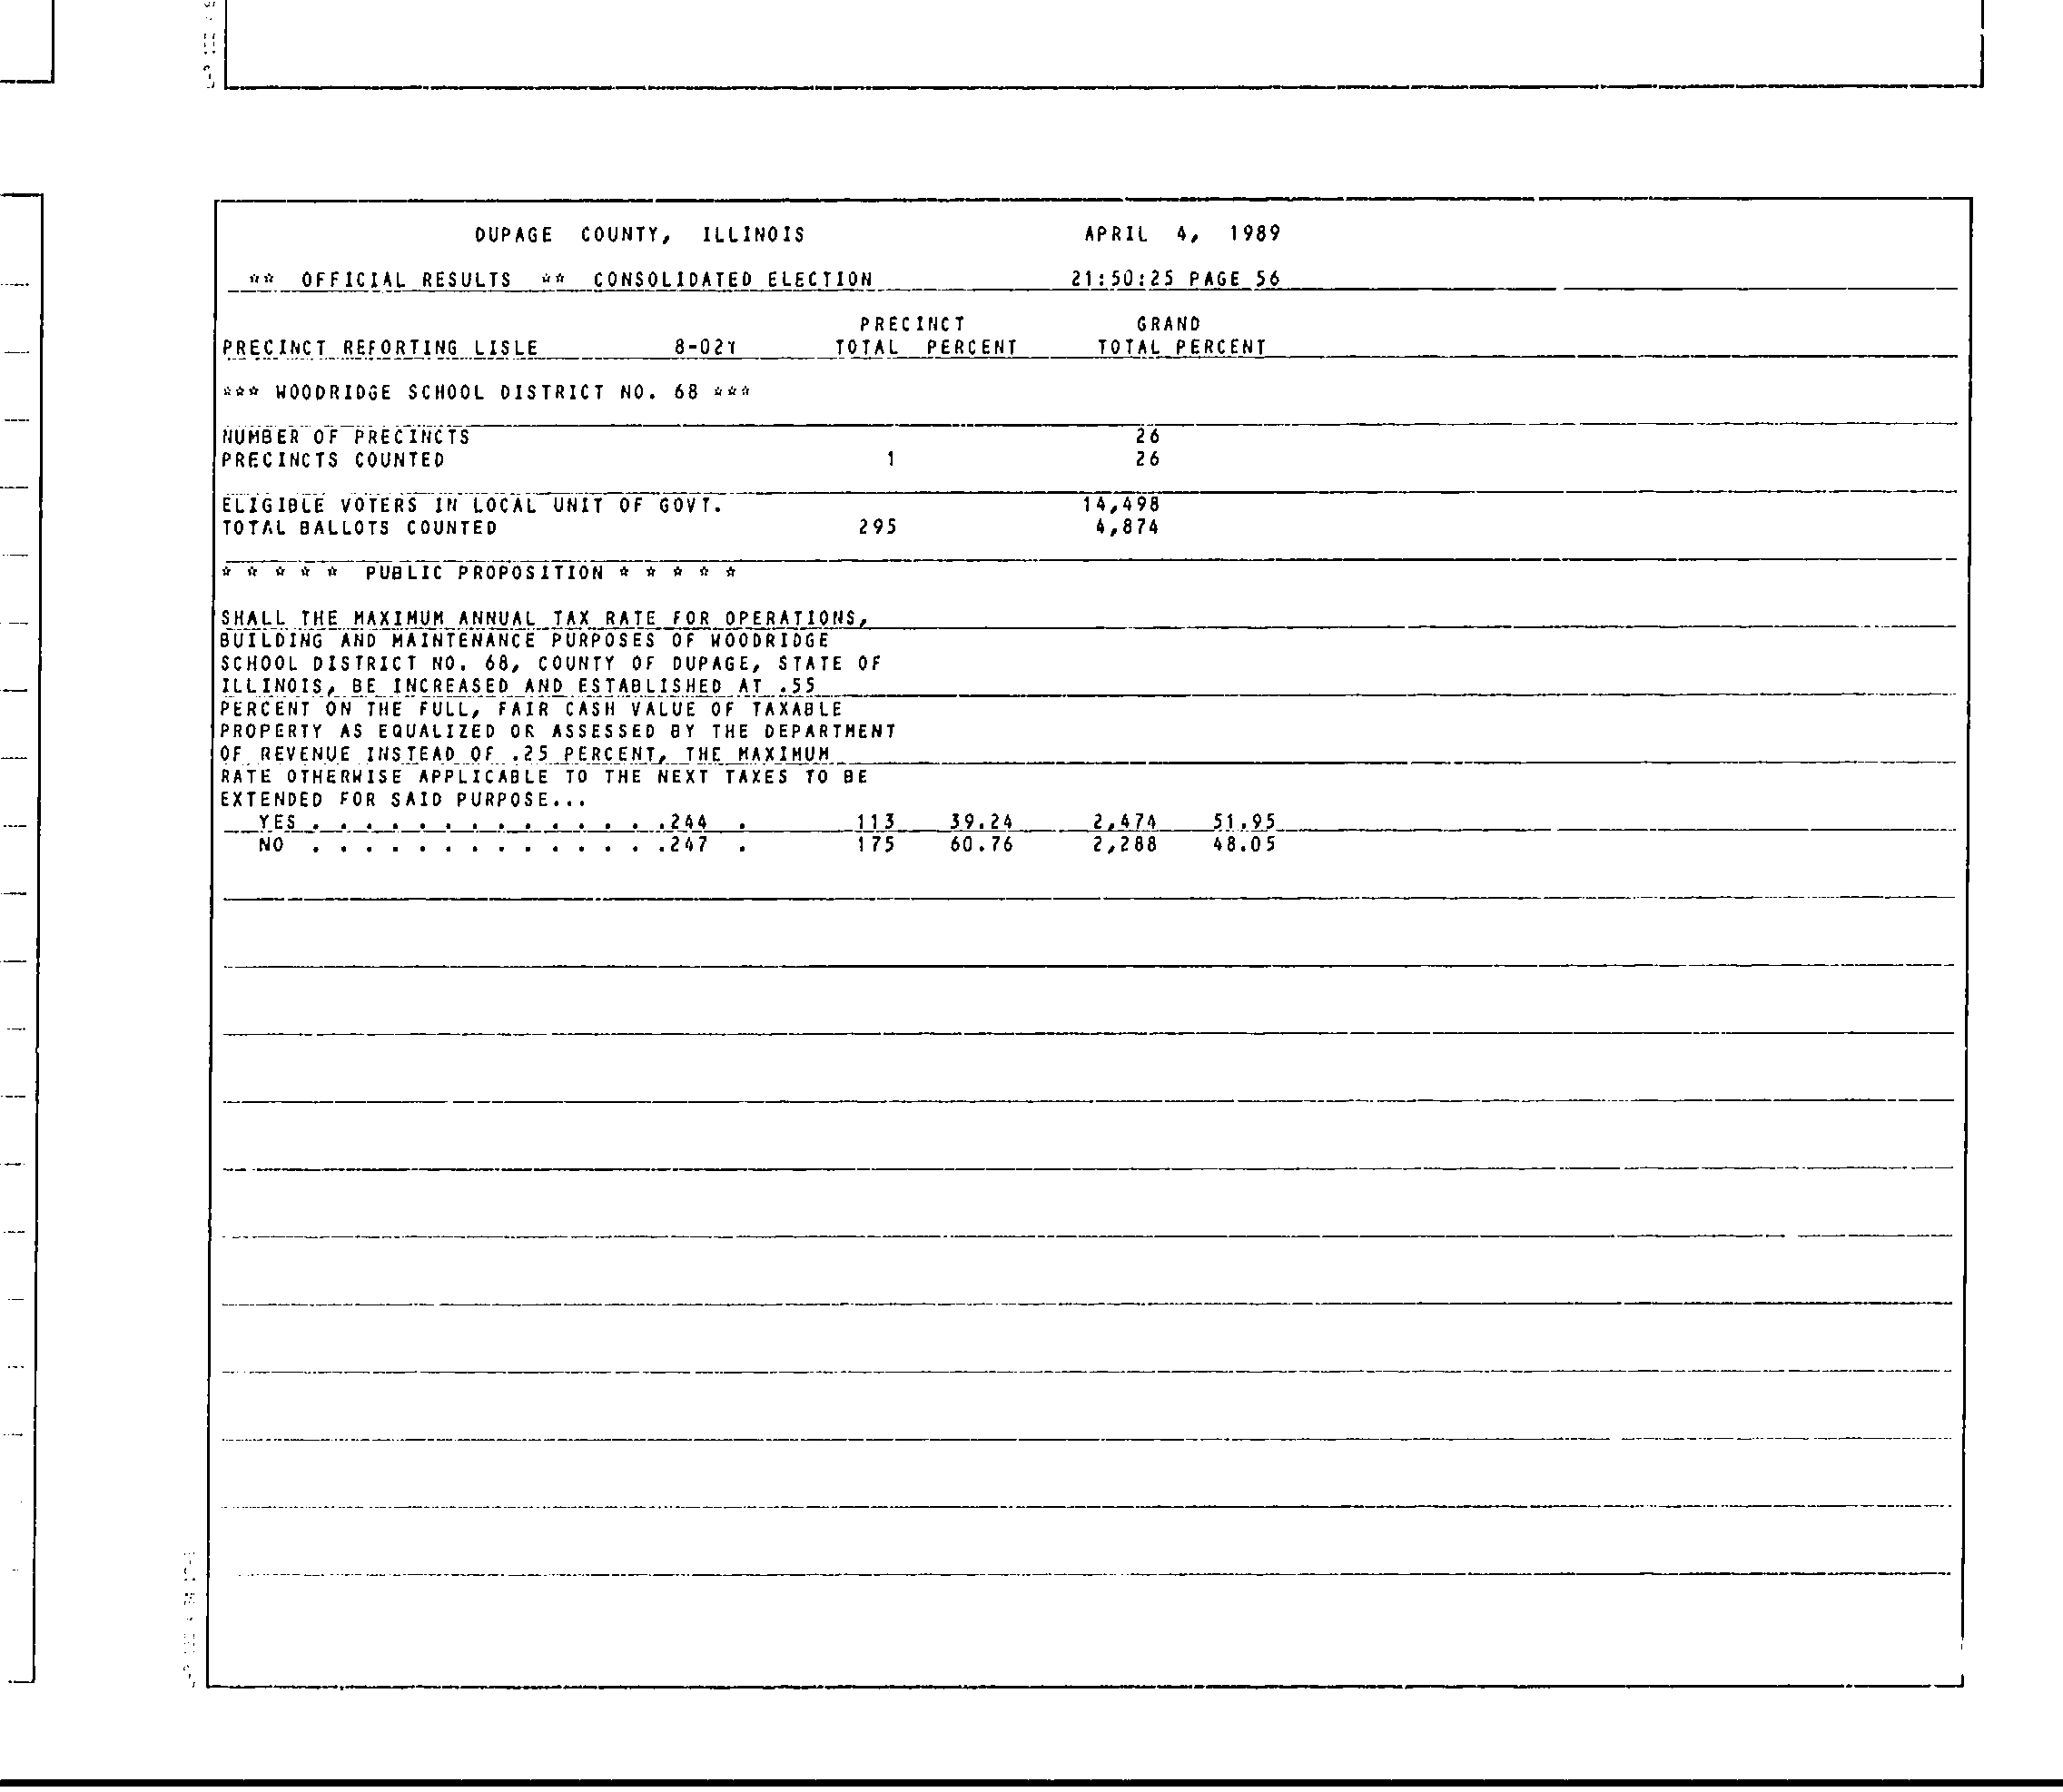 DUPAGE COUNTY, ILLINOIS APRIL 4, 1989
** OFFICIAL RESULTS ** CONSOLIDATED ELECTION 21:50:25 PAGE 56
PRECINCT GRAND
PRECINCT REPORTING LISLE 8-021 TOTAL PERCENT TOTAL PERCENT
*** WOODRIDGE SCHOOL DISTRICT NO. 68 ***
NUMBER OF PRECINCTS 26
PRECINCTS COUNTED 1 26
ELIGIBLE VOTERS IN LOCAL UNIT OF GOVT. 14,498
TOTAL BALLOTS COUNTED 295 4,874
* * * * * PUBLIC PROPOSITION * * * * *
SHALL THE MAXIMUM ANNUAL TAX RATE FOR OPERATIONS,
BUILDING AND MAINTENANCE PURPOSES OF WOODRIDGE
SCHOOL DISTRICT NO. 68, COUNTY OF DUPAGE, STATE OF
ILLINOIS, BE INCREASED AND ESTABLISHED AT .55
PERCENT ON THE FULL, FAIR CASH VALUE OF TAXABLE
PROPERTY AS EQUALIZED OR ASSESSED BY THE DEPARTMENT
OF REVENUE INSTEAD OF .25 PERCENT, THE MAXIMUM
RATE OTHERWISE APPLICABLE TO THE NEXT TAXES TO BE
EXTENDED FOR SAID PURPOSE...
YES . . . . . . . . . . . . . .244 . 113 39.24 2,474 51.95
NO . . . . . . . . . . . . . .247 . 175 60.76 2,288 48.05